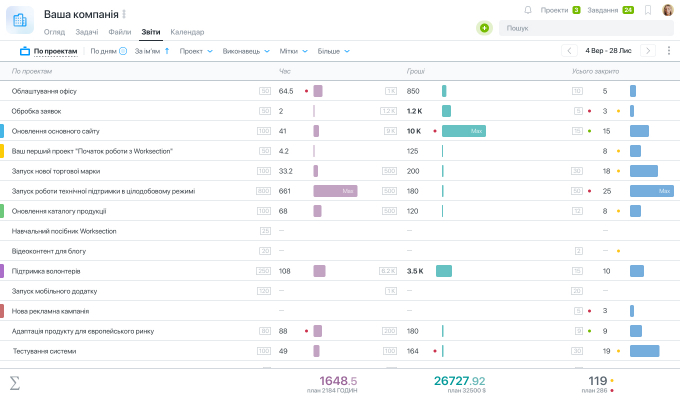 Ваша компанія
Проекти 3 Завдання 24
Огляд Задачі Файли Звіти Календар
Пошук
По проектам По дням За ім'ям Проект Виконавець Мітки Більше
4 Вер - 28 Лис
По проектам Час Гроші Усього закрито
Облаштування офісу 50 64.5 1 K 850 10 5
Обробка заявок 50 2 1.2 K 1.2 K 5 3
Оновлення основного сайту 100 41 8 K 10 K Max 15 15
Ваш перший проект "Початок роботи з Worksection" 50 4.2 125 8
Запуск нової торгової марки 100 33.2 500 200 30 18
Запуск роботи технічної підтримки в цілодобовому режимі 600 661 Max 500 180 50 25 Max
Оновлення каталогу продукції 100 68 500 120 12 8
Навчальний посібник Worksection 25 — — —
Відеоконтент для блогу 20 — — 2 —
Підтримка волонтерів 250 108 6.2 K 3.5 K 15 10
Запуск мобільного додатку 120 — 1 K — 20 —
Нова рекламна кампанія — — 5 3
Адаптація продукту для європейського ринку 80 88 200 180 9 9
Тестування системи 100 49 100 164 30 19
∑ 1648.5 26727.92 119
план 2184 ГОДИН план 32500 $ план 286